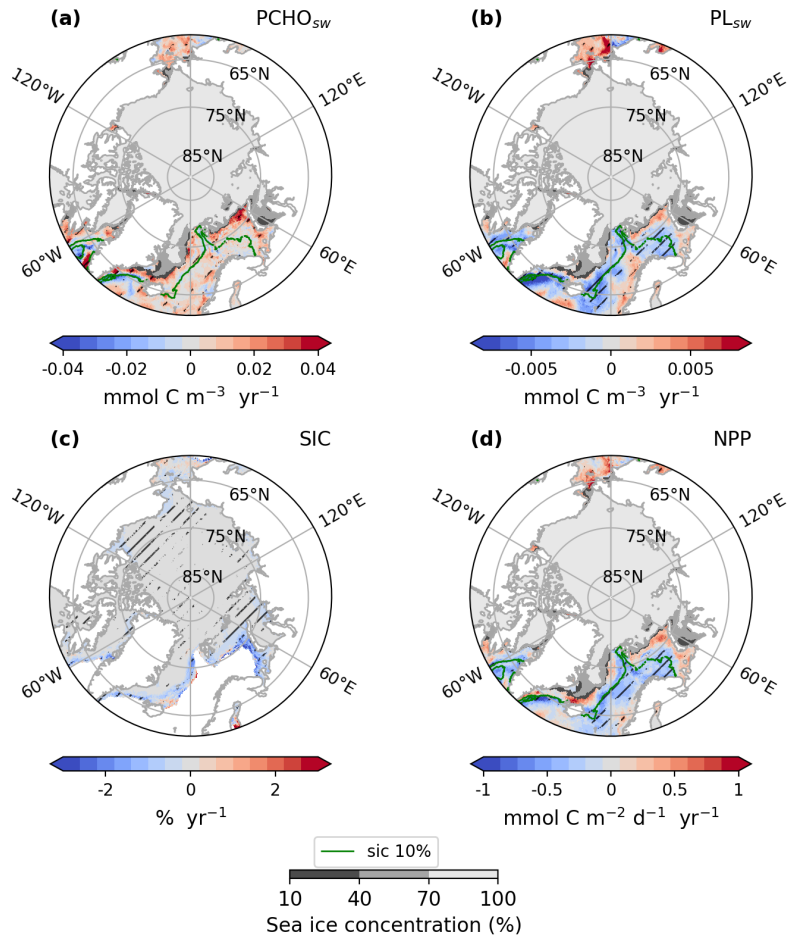 (a) PCHO_sw (b) PL_sw
120°W 65°N 120°E 120°W 65°N 120°E
75°N 75°N
85°N 85°N
60°W 60°E 60°W 60°E
-0.04 -0.02 0 0.02 0.04 -0.005 0 0.005
mmol C m⁻³ yr⁻¹ mmol C m⁻³ yr⁻¹
(c) SIC (d) NPP
120°W 65°N 120°E 120°W 65°N 120°E
75°N 75°N
85°N 85°N
60°W 60°E 60°W 60°E
-2 0 2 -1 -0.5 0 0.5 1
% yr⁻¹ mmol C m⁻² d⁻¹ yr⁻¹
sic 10%
10 40 70 100
Sea ice concentration (%)